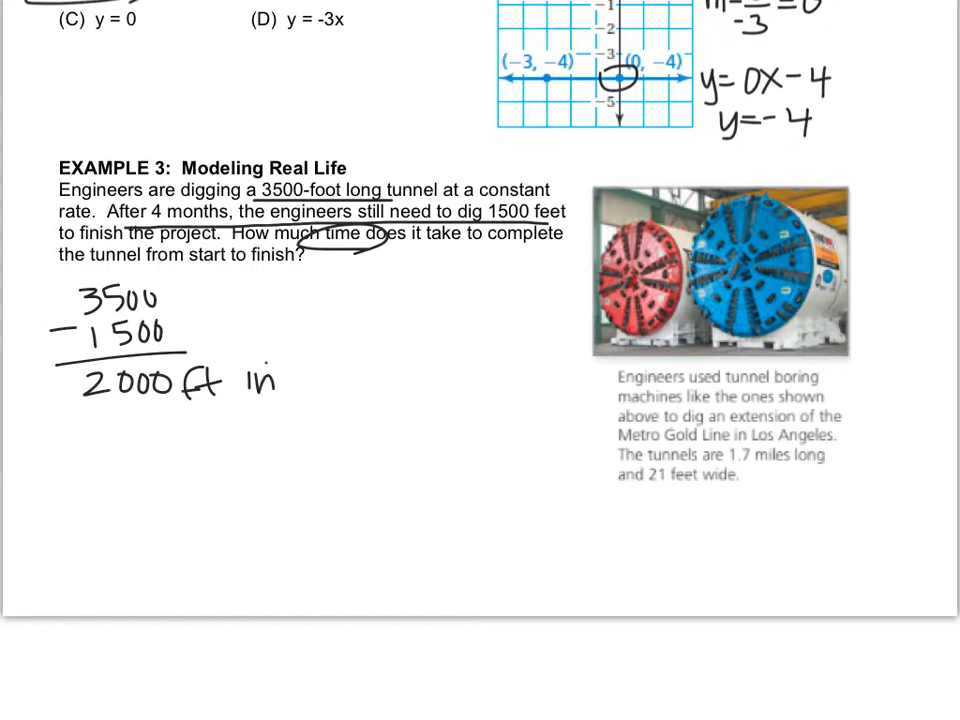 (C) y = 0
(D) y = -3x
-1
-2
-3
-5
(-3, -4)
(0, -4)
-3
= 0
y = 0x - 4
y = -4
EXAMPLE 3: Modeling Real Life
Engineers are digging a 3500-foot long tunnel at a constant
rate. After 4 months, the engineers still need to dig 1500 feet
to finish the project. How much time does it take to complete
the tunnel from start to finish?
3500
- 1500
2000 ft in
Engineers used tunnel boring
machines like the ones shown
above to dig an extension of the
Metro Gold Line in Los Angeles.
The tunnels are 1.7 miles long
and 21 feet wide.